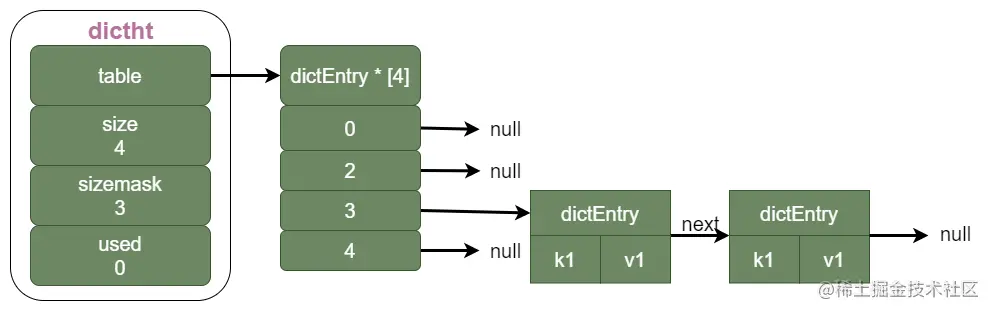 dictht
table
size
4
sizemask
3
used
0
dictEntry * [4]
0
null
2
null
3
4
null
dictEntry
k1
v1
next
dictEntry
k1
v1
null
@稀土掘金技术社区